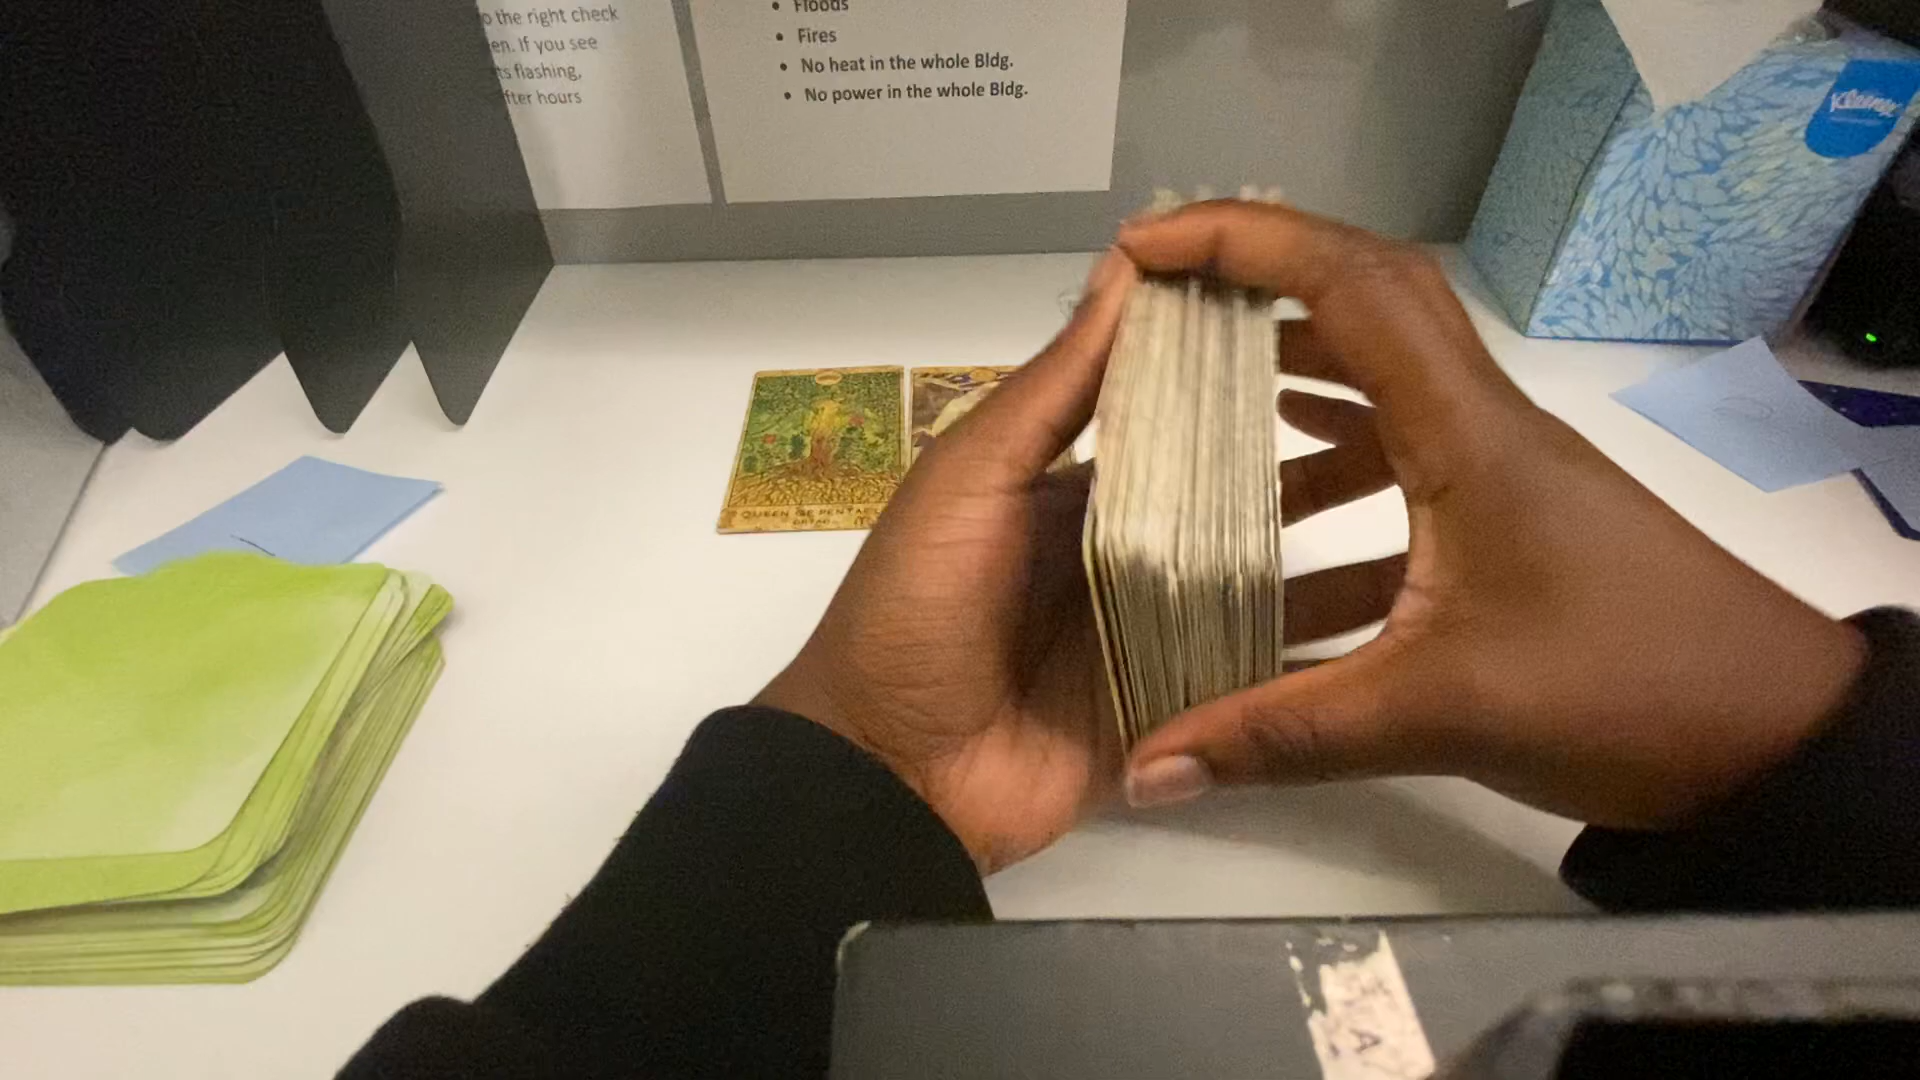 o the right check
en. If you see
ts flashing,
fter hours
Floods
• Fires
• No heat in the whole Bldg.
• No power in the whole Bldg.
Kleenex
QUEEN OF PENTACL